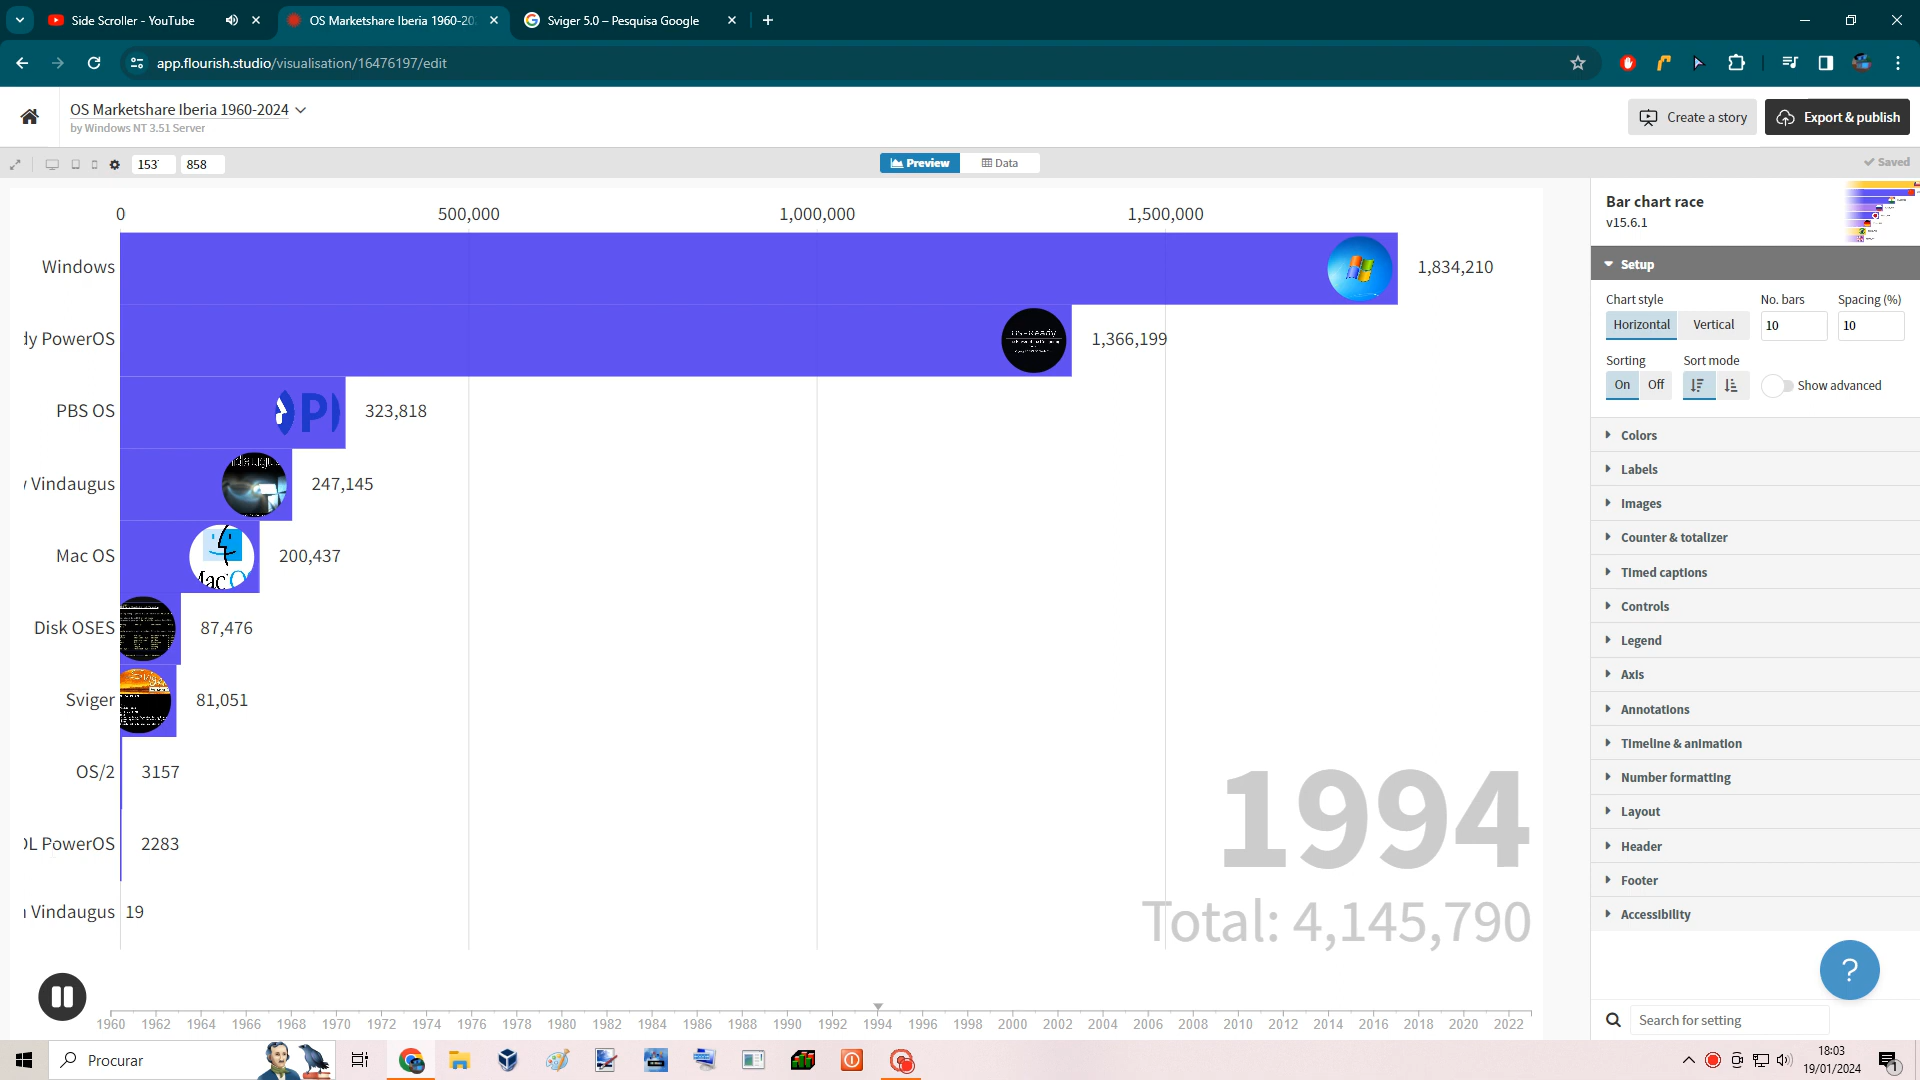 Side Scroller - YouTube
OS Marketshare Iberia 1960-20
Sviger 5.0 – Pesquisa Google
app.flourish.studio/visualisation/16476197/edit
OS Marketshare Iberia 1960-2024
by Windows NT 3.51 Server
Create a story
Export & publish
153
858
Preview
Data
Saved
0
500,000
1,000,000
1,500,000
Windows
1,834,210
dy PowerOS
OS-Ready
1,366,199
PBS OS
323,818
Vindaugus
247,145
Mac OS
200,437
Disk OSES
87,476
Sviger
81,051
OS/2
3157
OL PowerOS
2283
Vindaugus
19
1994
Total: 4,145,790
1960
1962
1964
1966
1968
1970
1972
1974
1976
1978
1980
1982
1984
1986
1988
1990
1992
1994
1996
1998
2000
2002
2004
2006
2008
2010
2012
2014
2016
2018
2020
2022
Bar chart race
v15.6.1
Setup
Chart style
No. bars
Spacing (%)
Horizontal
Vertical
10
10
Sorting
Sort mode
On
Off
Show advanced
Colors
Labels
Images
Counter & totalizer
Timed captions
Controls
Legend
Axis
Annotations
Timeline & animation
Number formatting
Layout
Header
Footer
Accessibility
?
Search for setting
Procurar
18:03
19/01/2024
1